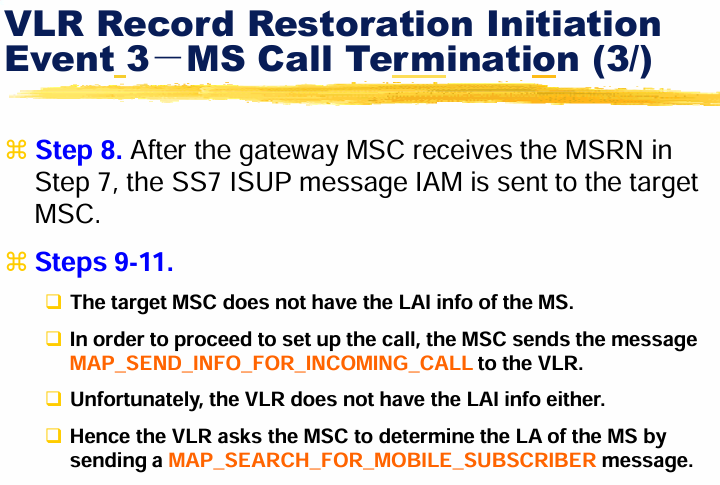 VLR Record Restoration Initiation
Event 3－MS Call Termination (3/)
⌘ Step 8. After the gateway MSC receives the MSRN in
Step 7, the SS7 ISUP message IAM is sent to the target
MSC.
⌘ Steps 9-11.
❑ The target MSC does not have the LAI info of the MS.
❑ In order to proceed to set up the call, the MSC sends the message
MAP_SEND_INFO_FOR_INCOMING_CALL to the VLR.
❑ Unfortunately, the VLR does not have the LAI info either.
❑ Hence the VLR asks the MSC to determine the LA of the MS by
sending a MAP_SEARCH_FOR_MOBILE_SUBSCRIBER message.